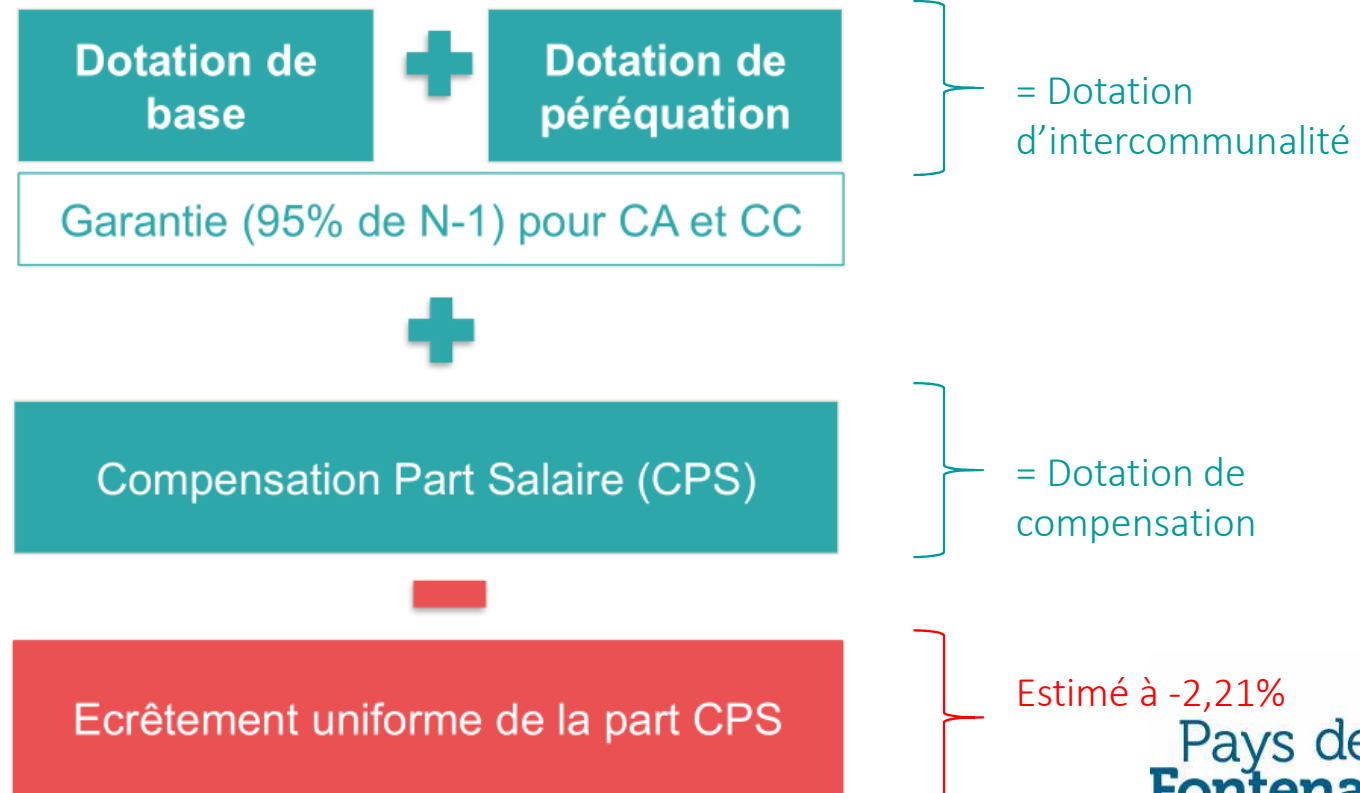 Dotation de
base
Dotation de
péréquation
= Dotation
d’intercommunalité
Garantie (95% de N-1) pour CA et CC
Compensation Part Salaire (CPS)
= Dotation de
compensation
Ecrêtement uniforme de la part CPS
Estimé à -2,21%
Pays de
Fontena